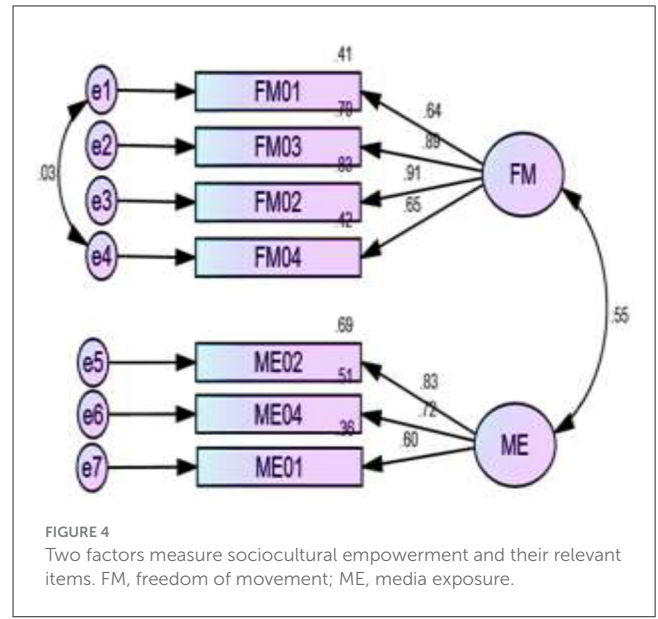 .41
e1
FM01
.64
.79
e2
FM03
.89
.83
.03
e3
FM02
.91
FM
.42
.65
e4
FM04
.55
.69
e5
ME02
.83
.51
e6
ME04
.72
.36
e7
ME01
.60
ME
FIGURE 4
Two factors measure sociocultural empowerment and their relevant
items. FM, freedom of movement; ME, media exposure.